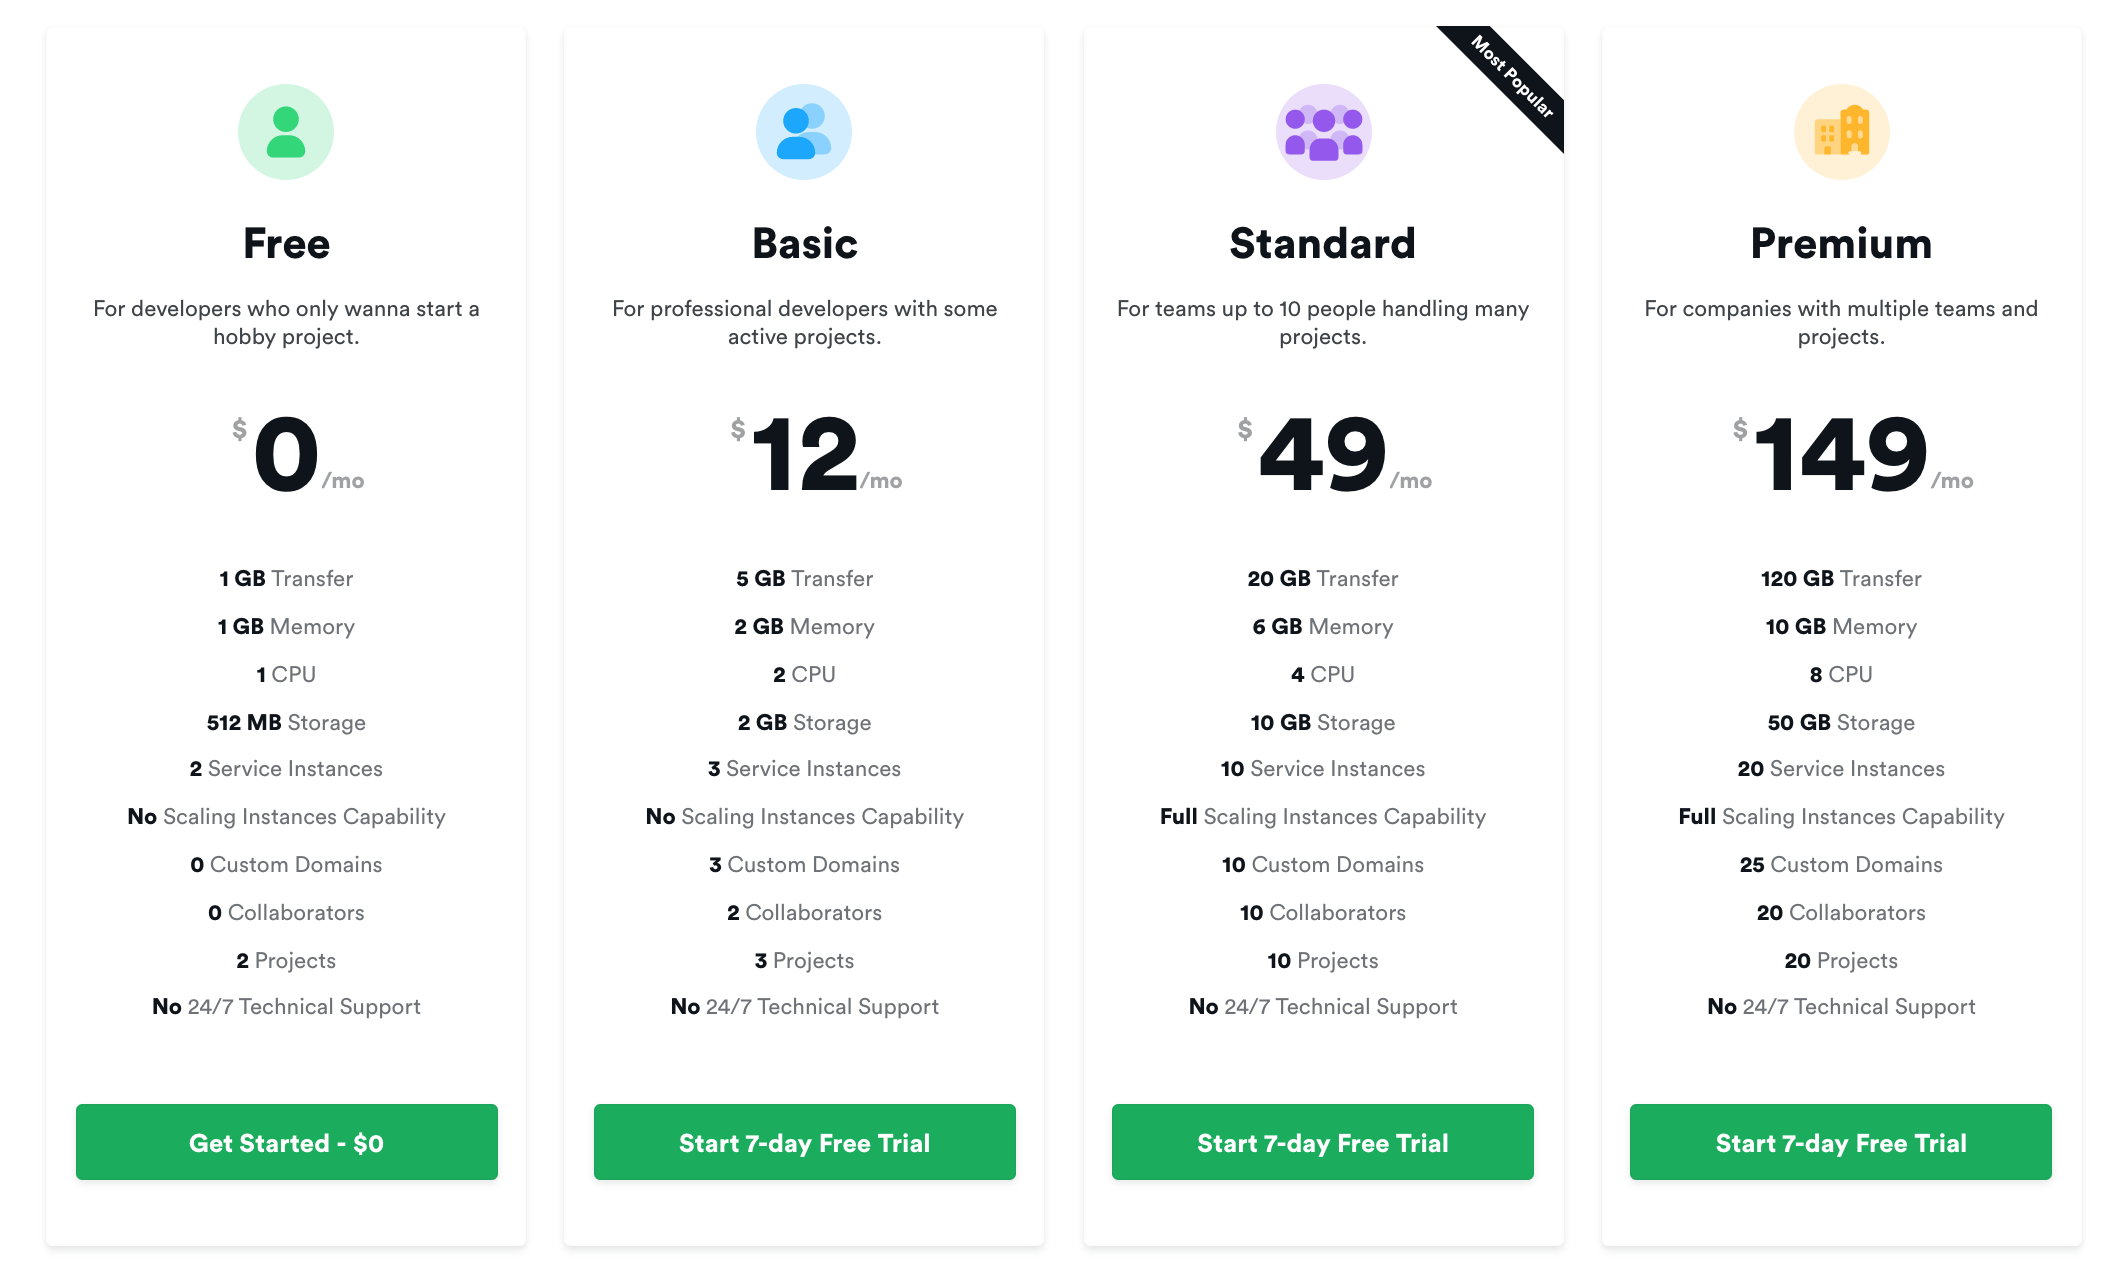 Free
For developers who only wanna start a
hobby project.
$0/mo
1 GB Transfer
1 GB Memory
1 CPU
512 MB Storage
2 Service Instances
No Scaling Instances Capability
0 Custom Domains
0 Collaborators
2 Projects
No 24/7 Technical Support
Get Started - $0
Basic
For professional developers with some
active projects.
$12/mo
5 GB Transfer
2 GB Memory
2 CPU
2 GB Storage
3 Service Instances
No Scaling Instances Capability
3 Custom Domains
2 Collaborators
3 Projects
No 24/7 Technical Support
Start 7-day Free Trial
Most Popular
Standard
For teams up to 10 people handling many
projects.
$49/mo
20 GB Transfer
6 GB Memory
4 CPU
10 GB Storage
10 Service Instances
Full Scaling Instances Capability
10 Custom Domains
10 Collaborators
10 Projects
No 24/7 Technical Support
Start 7-day Free Trial
Premium
For companies with multiple teams and
projects.
$149/mo
120 GB Transfer
10 GB Memory
8 CPU
50 GB Storage
20 Service Instances
Full Scaling Instances Capability
25 Custom Domains
20 Collaborators
20 Projects
No 24/7 Technical Support
Start 7-day Free Trial